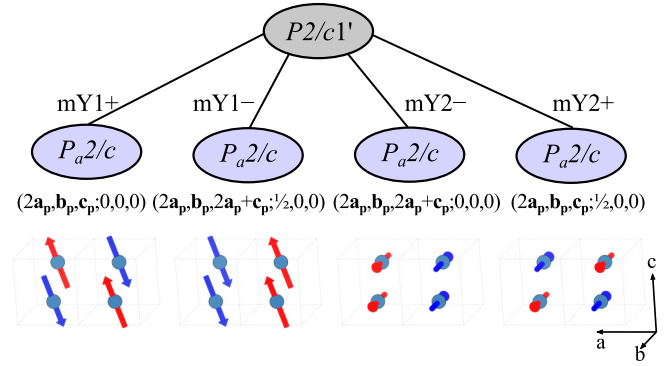 P2/c1'
mY1+ mY1− mY2− mY2+
Pa2/c Pa2/c Pa2/c Pa2/c
(2ap,bp,cp;0,0,0) (2ap,bp,2ap+cp;½,0,0) (2ap,bp,2ap+cp;0,0,0) (2ap,bp,cp;½,0,0)
c
a
b